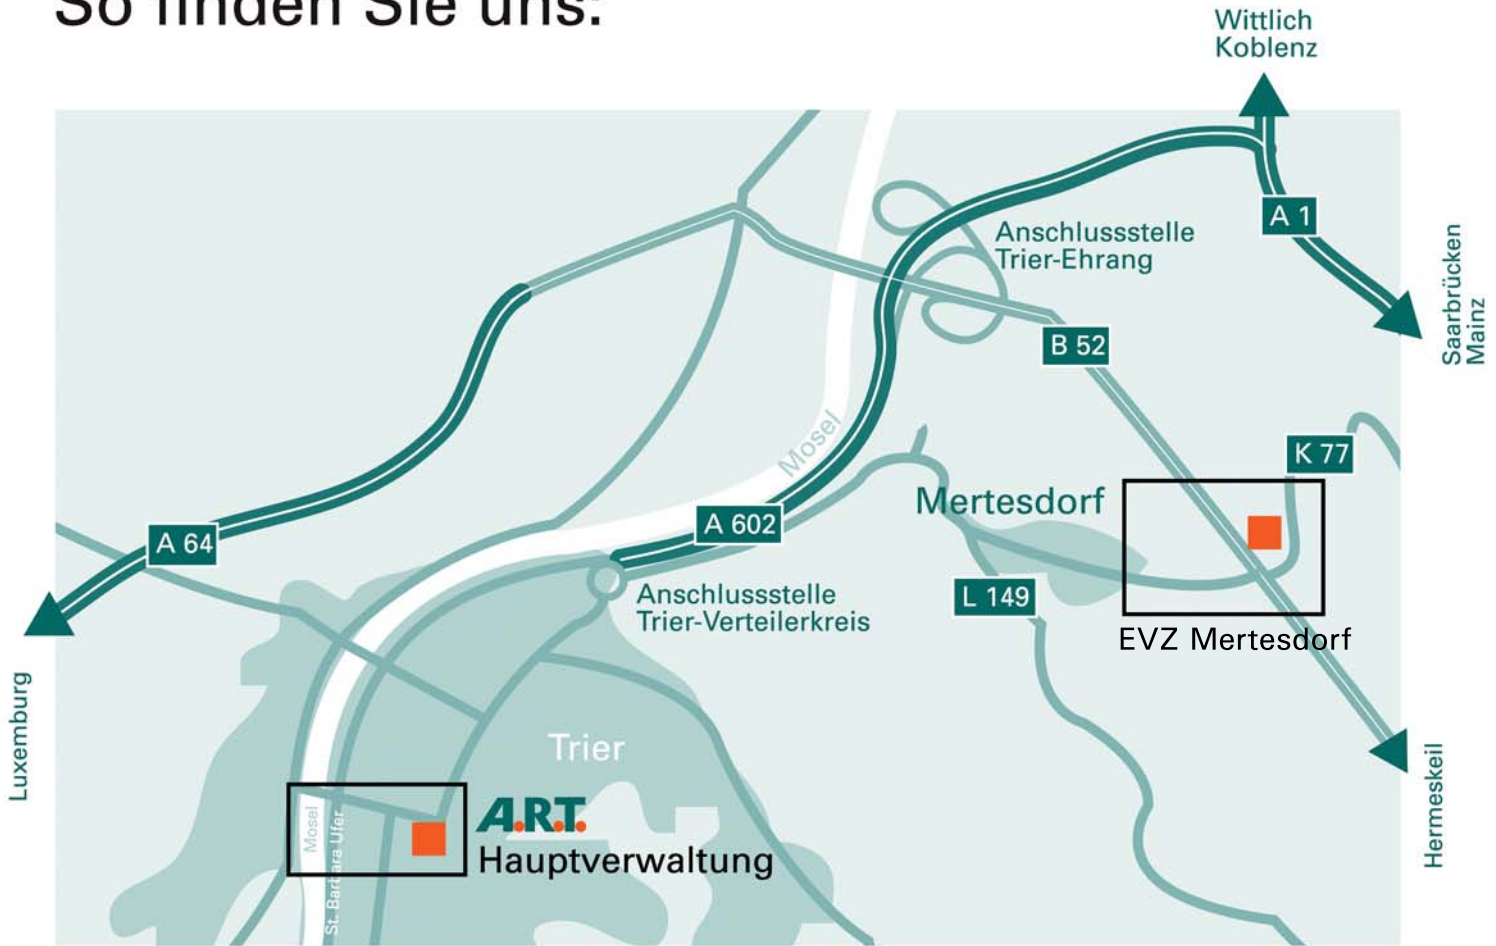 So finden Sie uns:
Wittlich
Koblenz
A 1
Anschlussstelle
Trier-Ehrang
Saarbrücken
Mainz
B 52
Mosel
K 77
Mertesdorf
A 602
A 64
Anschlussstelle
Trier-Verteilerkreis
L 149
EVZ Mertesdorf
Luxemburg
Trier
Hermeskeil
A.R.T.
Hauptverwaltung
Mosel
St. Barbara Ufer